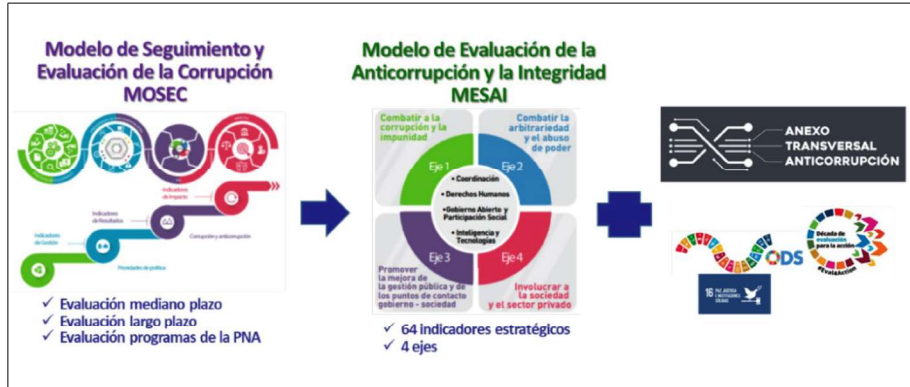 Modelo de Seguimiento y
Evaluación de la Corrupción
MOSEC
Indicadores
de Impacto
Indicadores
de Resultados
Indicadores
de Gestión
Corrupción y anticorrupción
Prioridades de política
✓ Evaluación mediano plazo
✓ Evaluación largo plazo
✓ Evaluación programas de la PNA
Modelo de Evaluación de la
Anticorrupción y la Integridad
MESAI
Combatir a la
corrupción y la
impunidad
Combatir la
arbitrariedad
y el abuso
de poder
Eje 1
Eje 2
• Coordinación
• Derechos Humanos
•Gobierno Abierto y
Participación Social
•Inteligencia y
Tecnologías
Eje 3
Eje 4
Promover
la mejora de
la gestión pública y de
los puntos de contacto
gobierno - sociedad
Involucrar a
la sociedad
y el sector privado
✓ 64 indicadores estratégicos
✓ 4 ejes
ANEXO
TRANSVERSAL
ANTICORRUPCIÓN
ODS
Década de
evaluación
para la acción
#EvalAction
16 PAZ, JUSTICIA
E INSTITUCIONES
SÓLIDAS